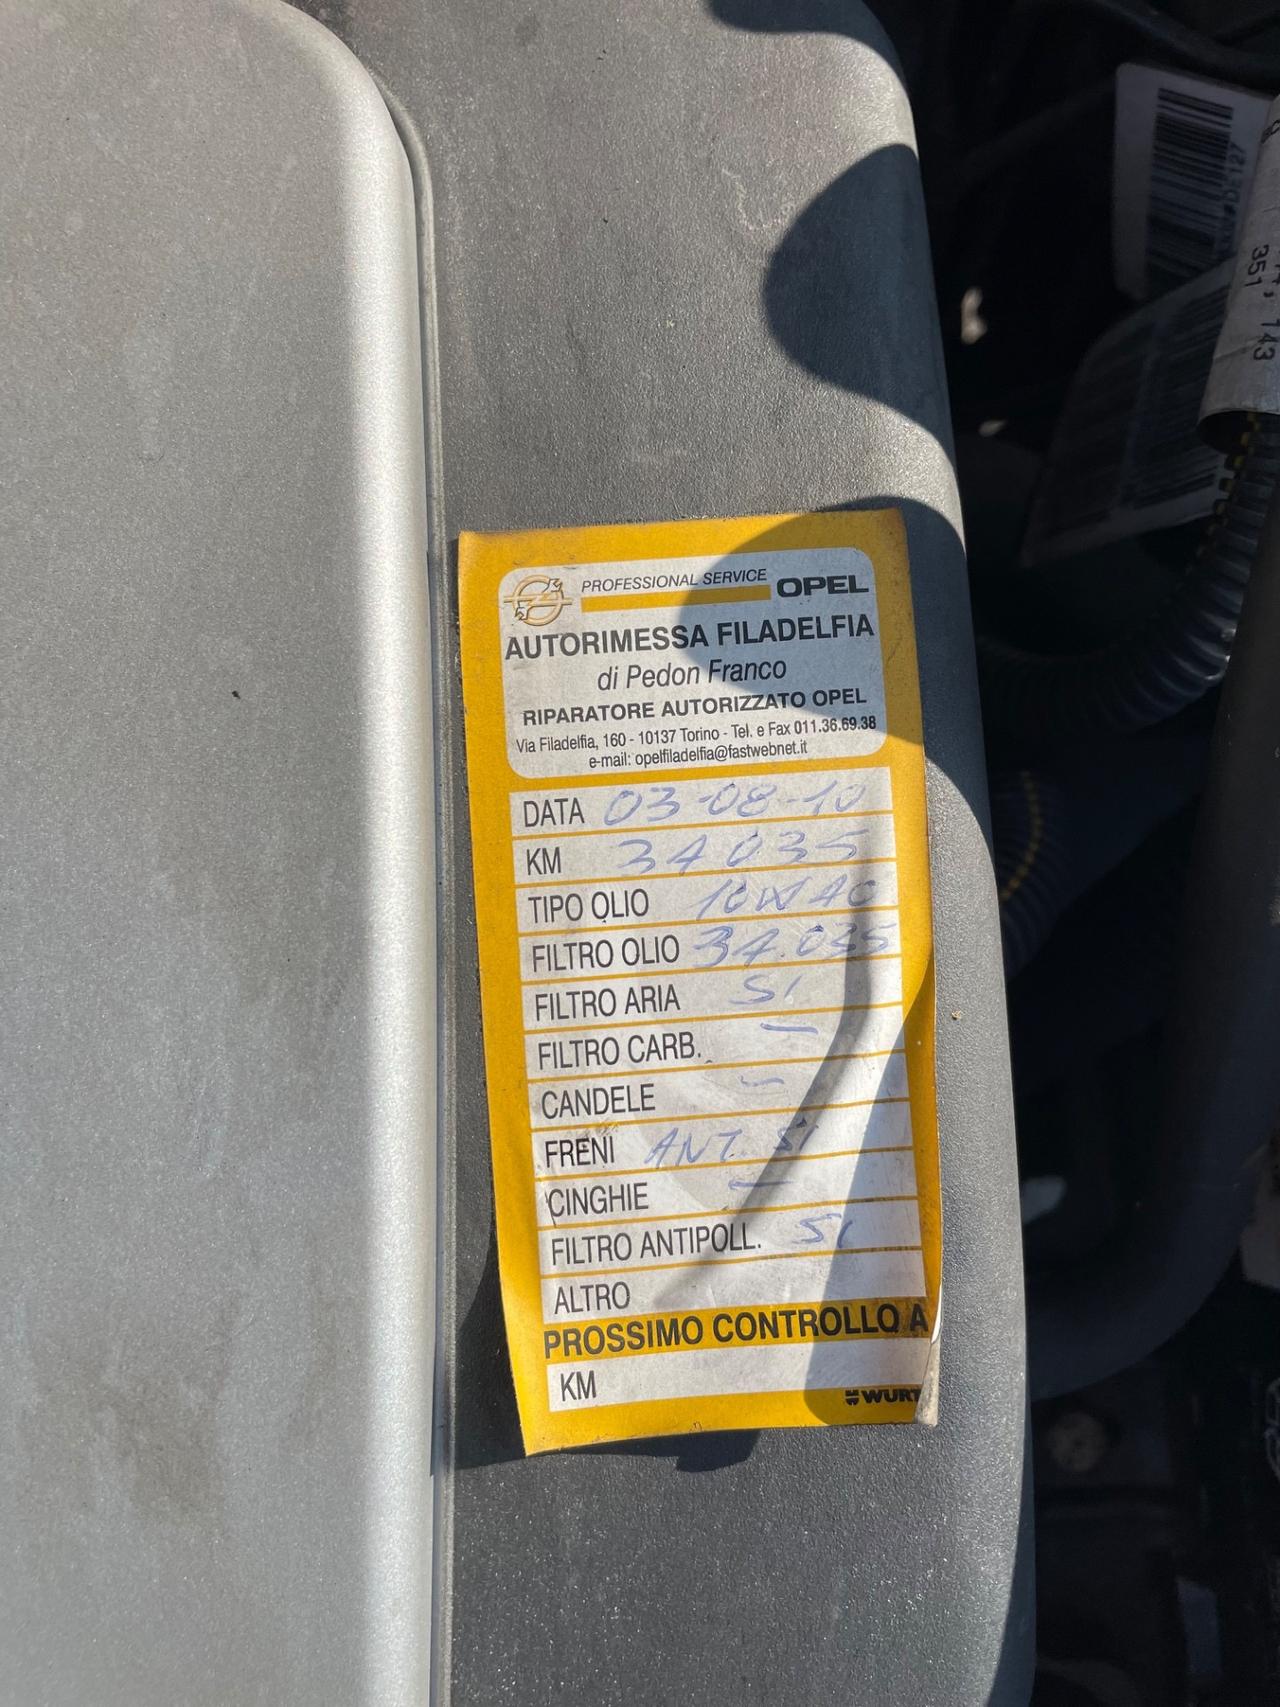 PROFESSIONAL SERVICE OPEL
AUTORIMESSA FILADELFIA
di Pedon Franco
RIPARATORE AUTORIZZATO OPEL
Via Filadelfia, 160 - 10137 Torino - Tel. e Fax 011.36.69.38
e-mail: opelfiladelfia@fastwebnet.it
DATA 03-08-10
KM 34035
TIPO OLIO 10W40
FILTRO OLIO 34.035
FILTRO ARIA SI
FILTRO CARB. –
CANDELE –
FRENI ANT. SI
CINGHIE –
FILTRO ANTIPOLL. SI
ALTRO
PROSSIMO CONTROLLO A
KM
WURT
351
143